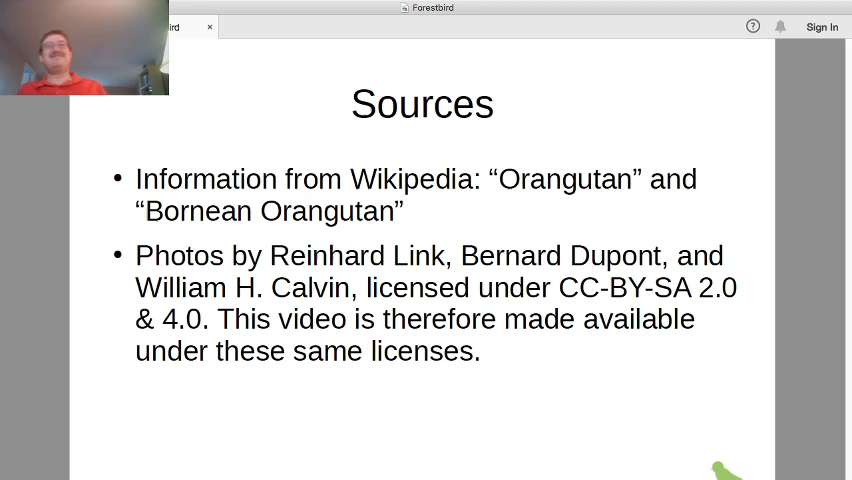 Forestbird
ird ×
? Sign In
Sources
• Information from Wikipedia: “Orangutan” and
“Bornean Orangutan”
• Photos by Reinhard Link, Bernard Dupont, and
William H. Calvin, licensed under CC-BY-SA 2.0
& 4.0. This video is therefore made available
under these same licenses.